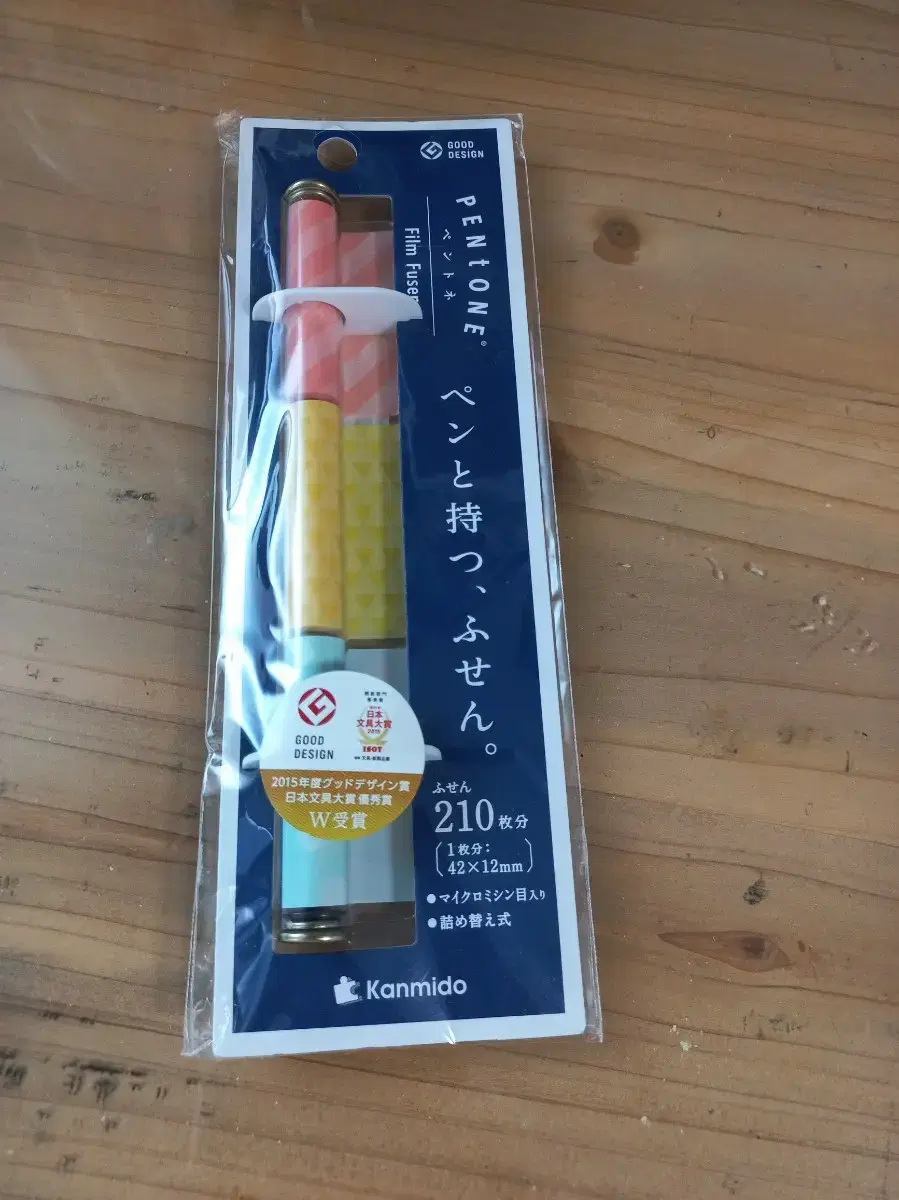 GOOD
DESIGN
PENtONE®
ペントネ
Film Fusen
ペンと持つ、ふせん。
GOOD
DESIGN
日本
文具大賞
ISOT
2015年度グッドデザイン賞
日本文具大賞 優秀賞
W受賞
ふせん
210枚分
(1枚分:
42×12mm)
●マイクロミシン目入り
●詰め替え式
Kanmido